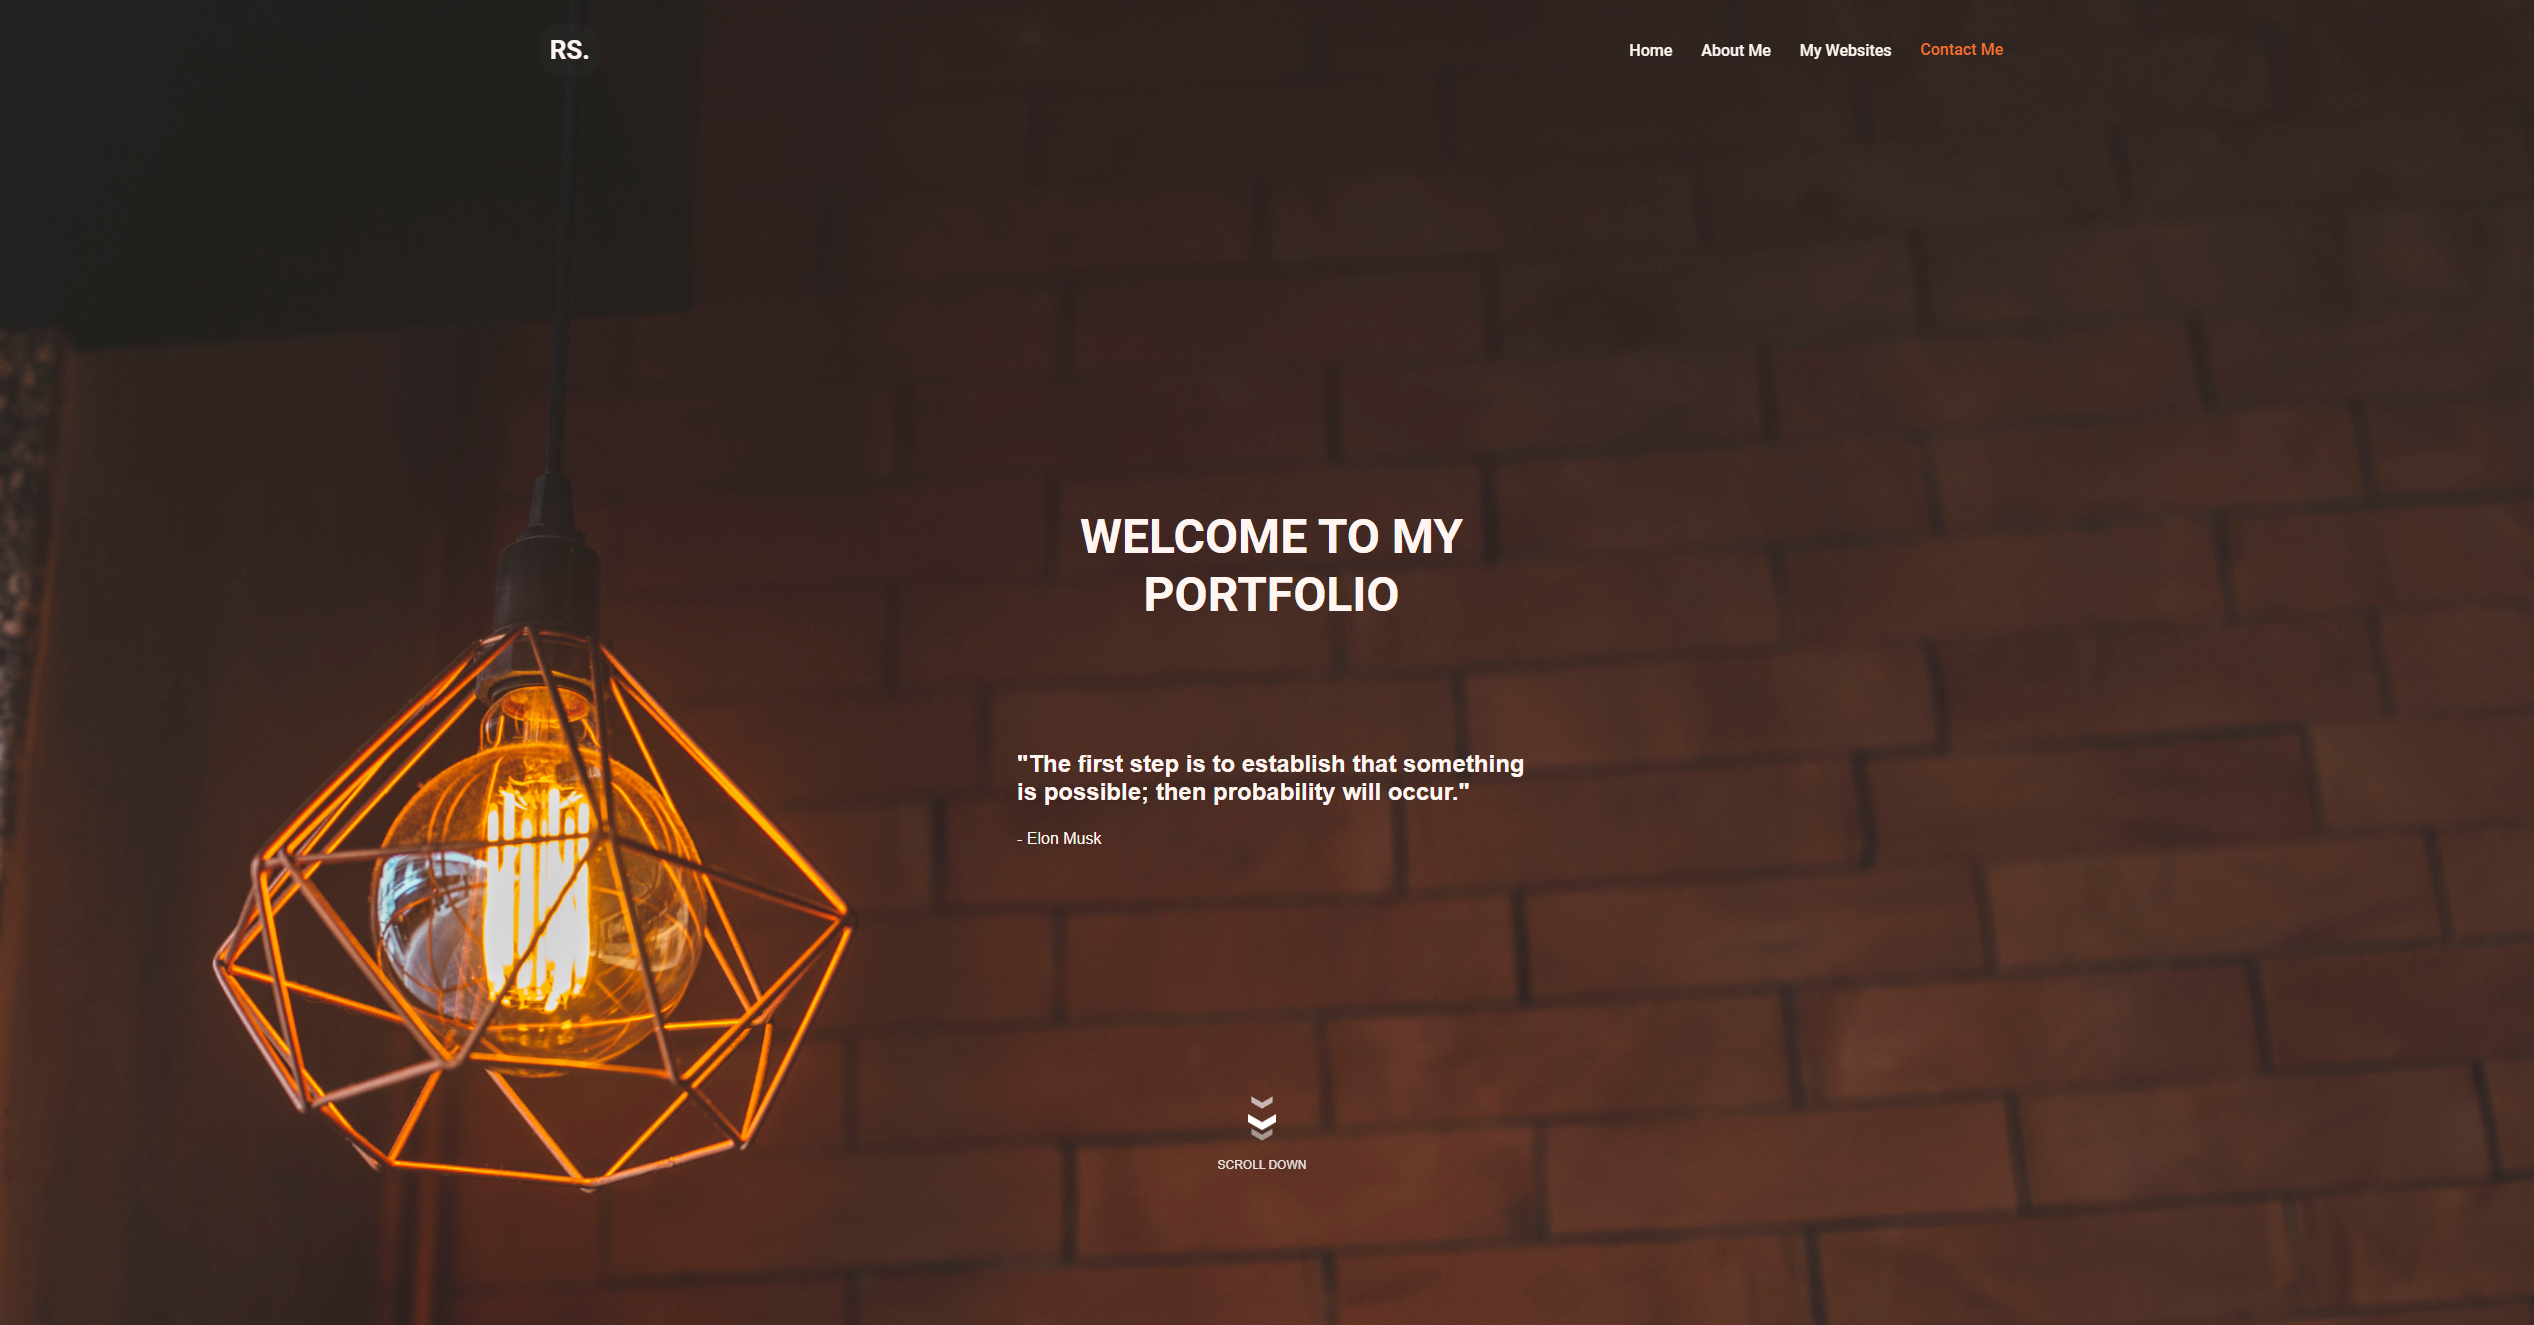 RS.
Home About Me My Websites Contact Me
WELCOME TO MY
PORTFOLIO
"The first step is to establish that something
is possible; then probability will occur."
- Elon Musk
SCROLL DOWN